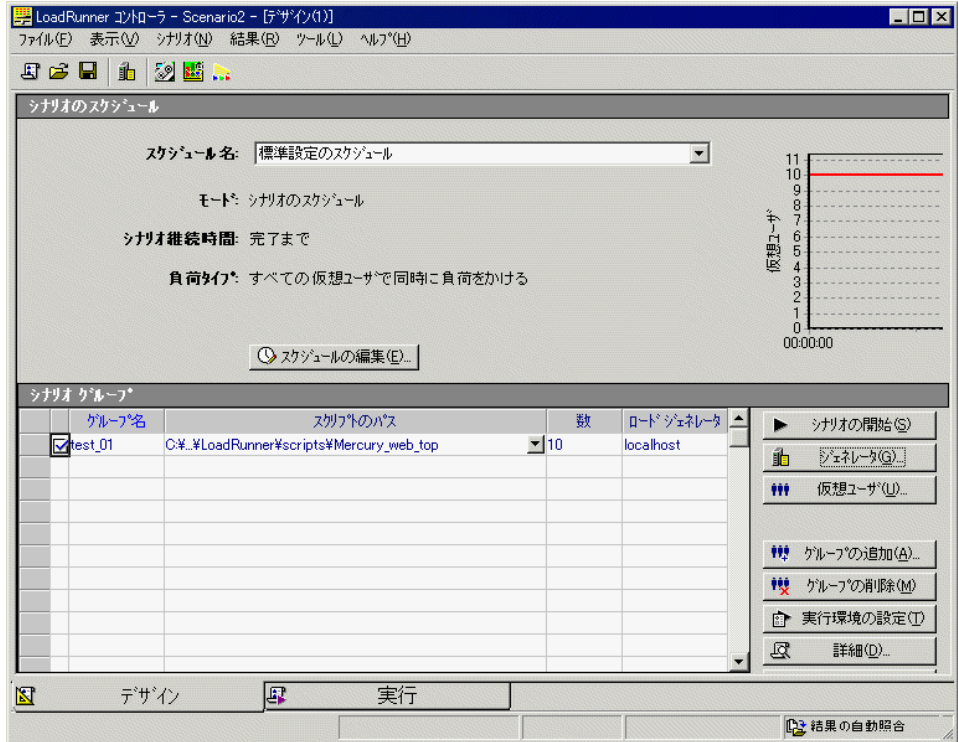 LoadRunner コントローラ - Scenario2 - [デザイン(1)]
ファイル(F) 表示(V) シナリオ(N) 結果(R) ツール(L) ヘルプ(H)
シナリオのスケジュール
スケジュール名: 標準設定のスケジュール
モード: シナリオのスケジュール
シナリオ継続時間: 完了まで
負荷タイプ: すべての仮想ユーザで同時に負荷をかける
スケジュールの編集(E)...
仮想ユーザ
11
10
9
8
7
6
5
4
3
2
1
0
00:00:00
シナリオ グループ
グループ名 スクリプトのパス 数 ロード ジェネレータ
test_01 C:¥...¥LoadRunner¥scripts¥Mercury_web_top 10 localhost
シナリオの開始(S)
ジェネレータ(G)...
仮想ユーザ(U)...
グループの追加(A)...
グループの削除(M)
実行環境の設定(T)
詳細(D)...
デザイン 実行
結果の自動照合